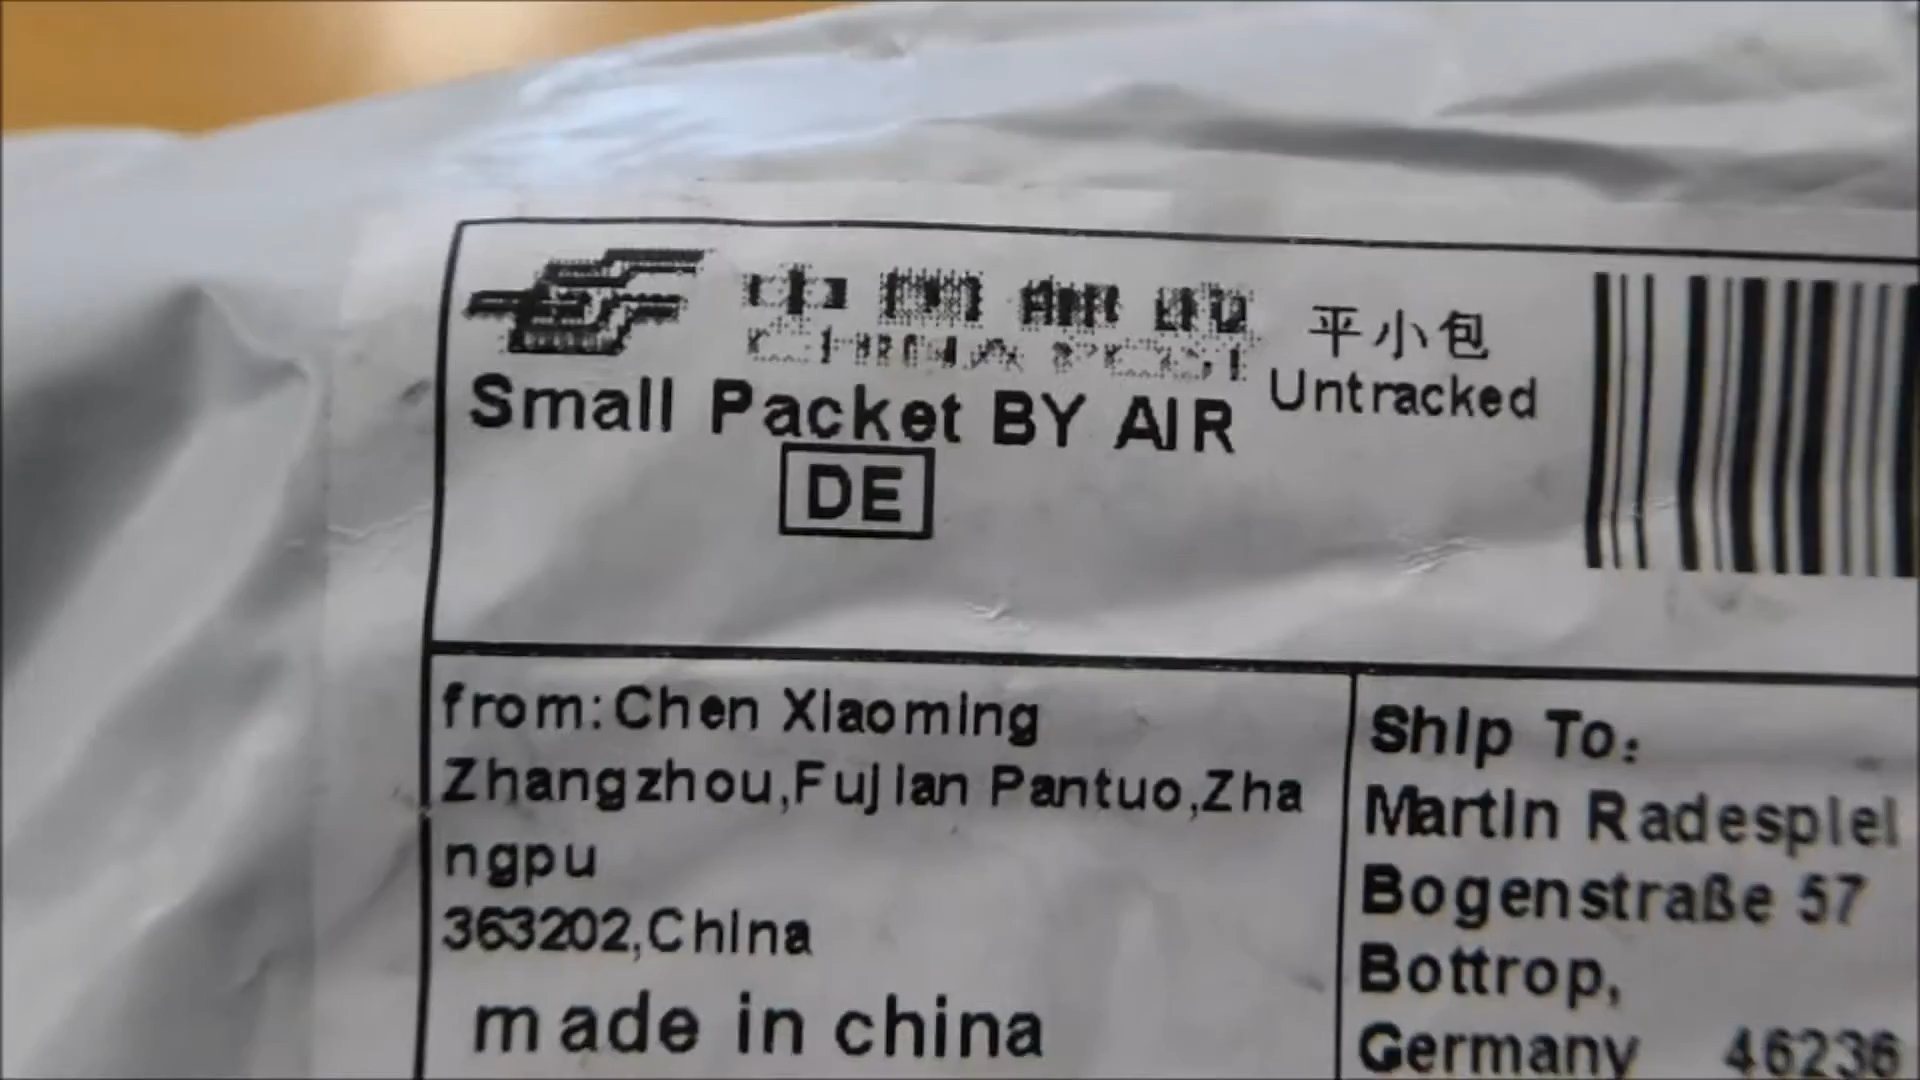 中国邮政
CHINA POST
平小包
Untracked
Small Packet BY AIR
DE
from:Chen Xiaoming
Zhangzhou,Fujian Pantuo,Zha
ngpu
363202,China
made in china
Ship To:
Martin Radespiel
Bogenstraße 57
Bottrop,
Germany 46236